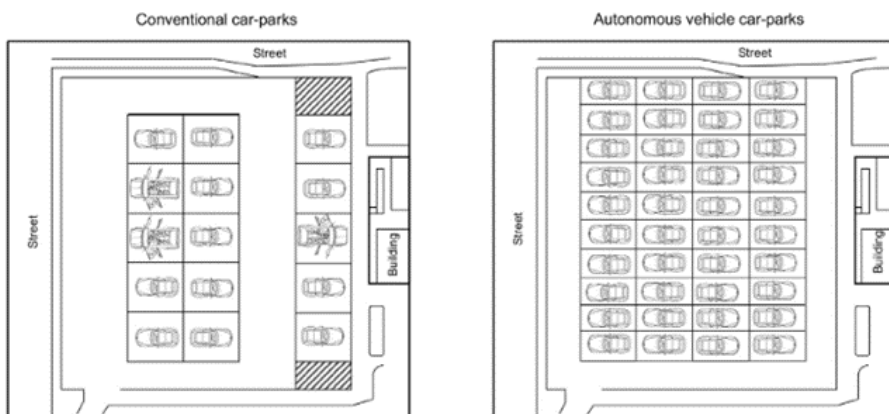 Conventional car-parks
Street
Street
Building
Autonomous vehicle car-parks
Street
Street
Building